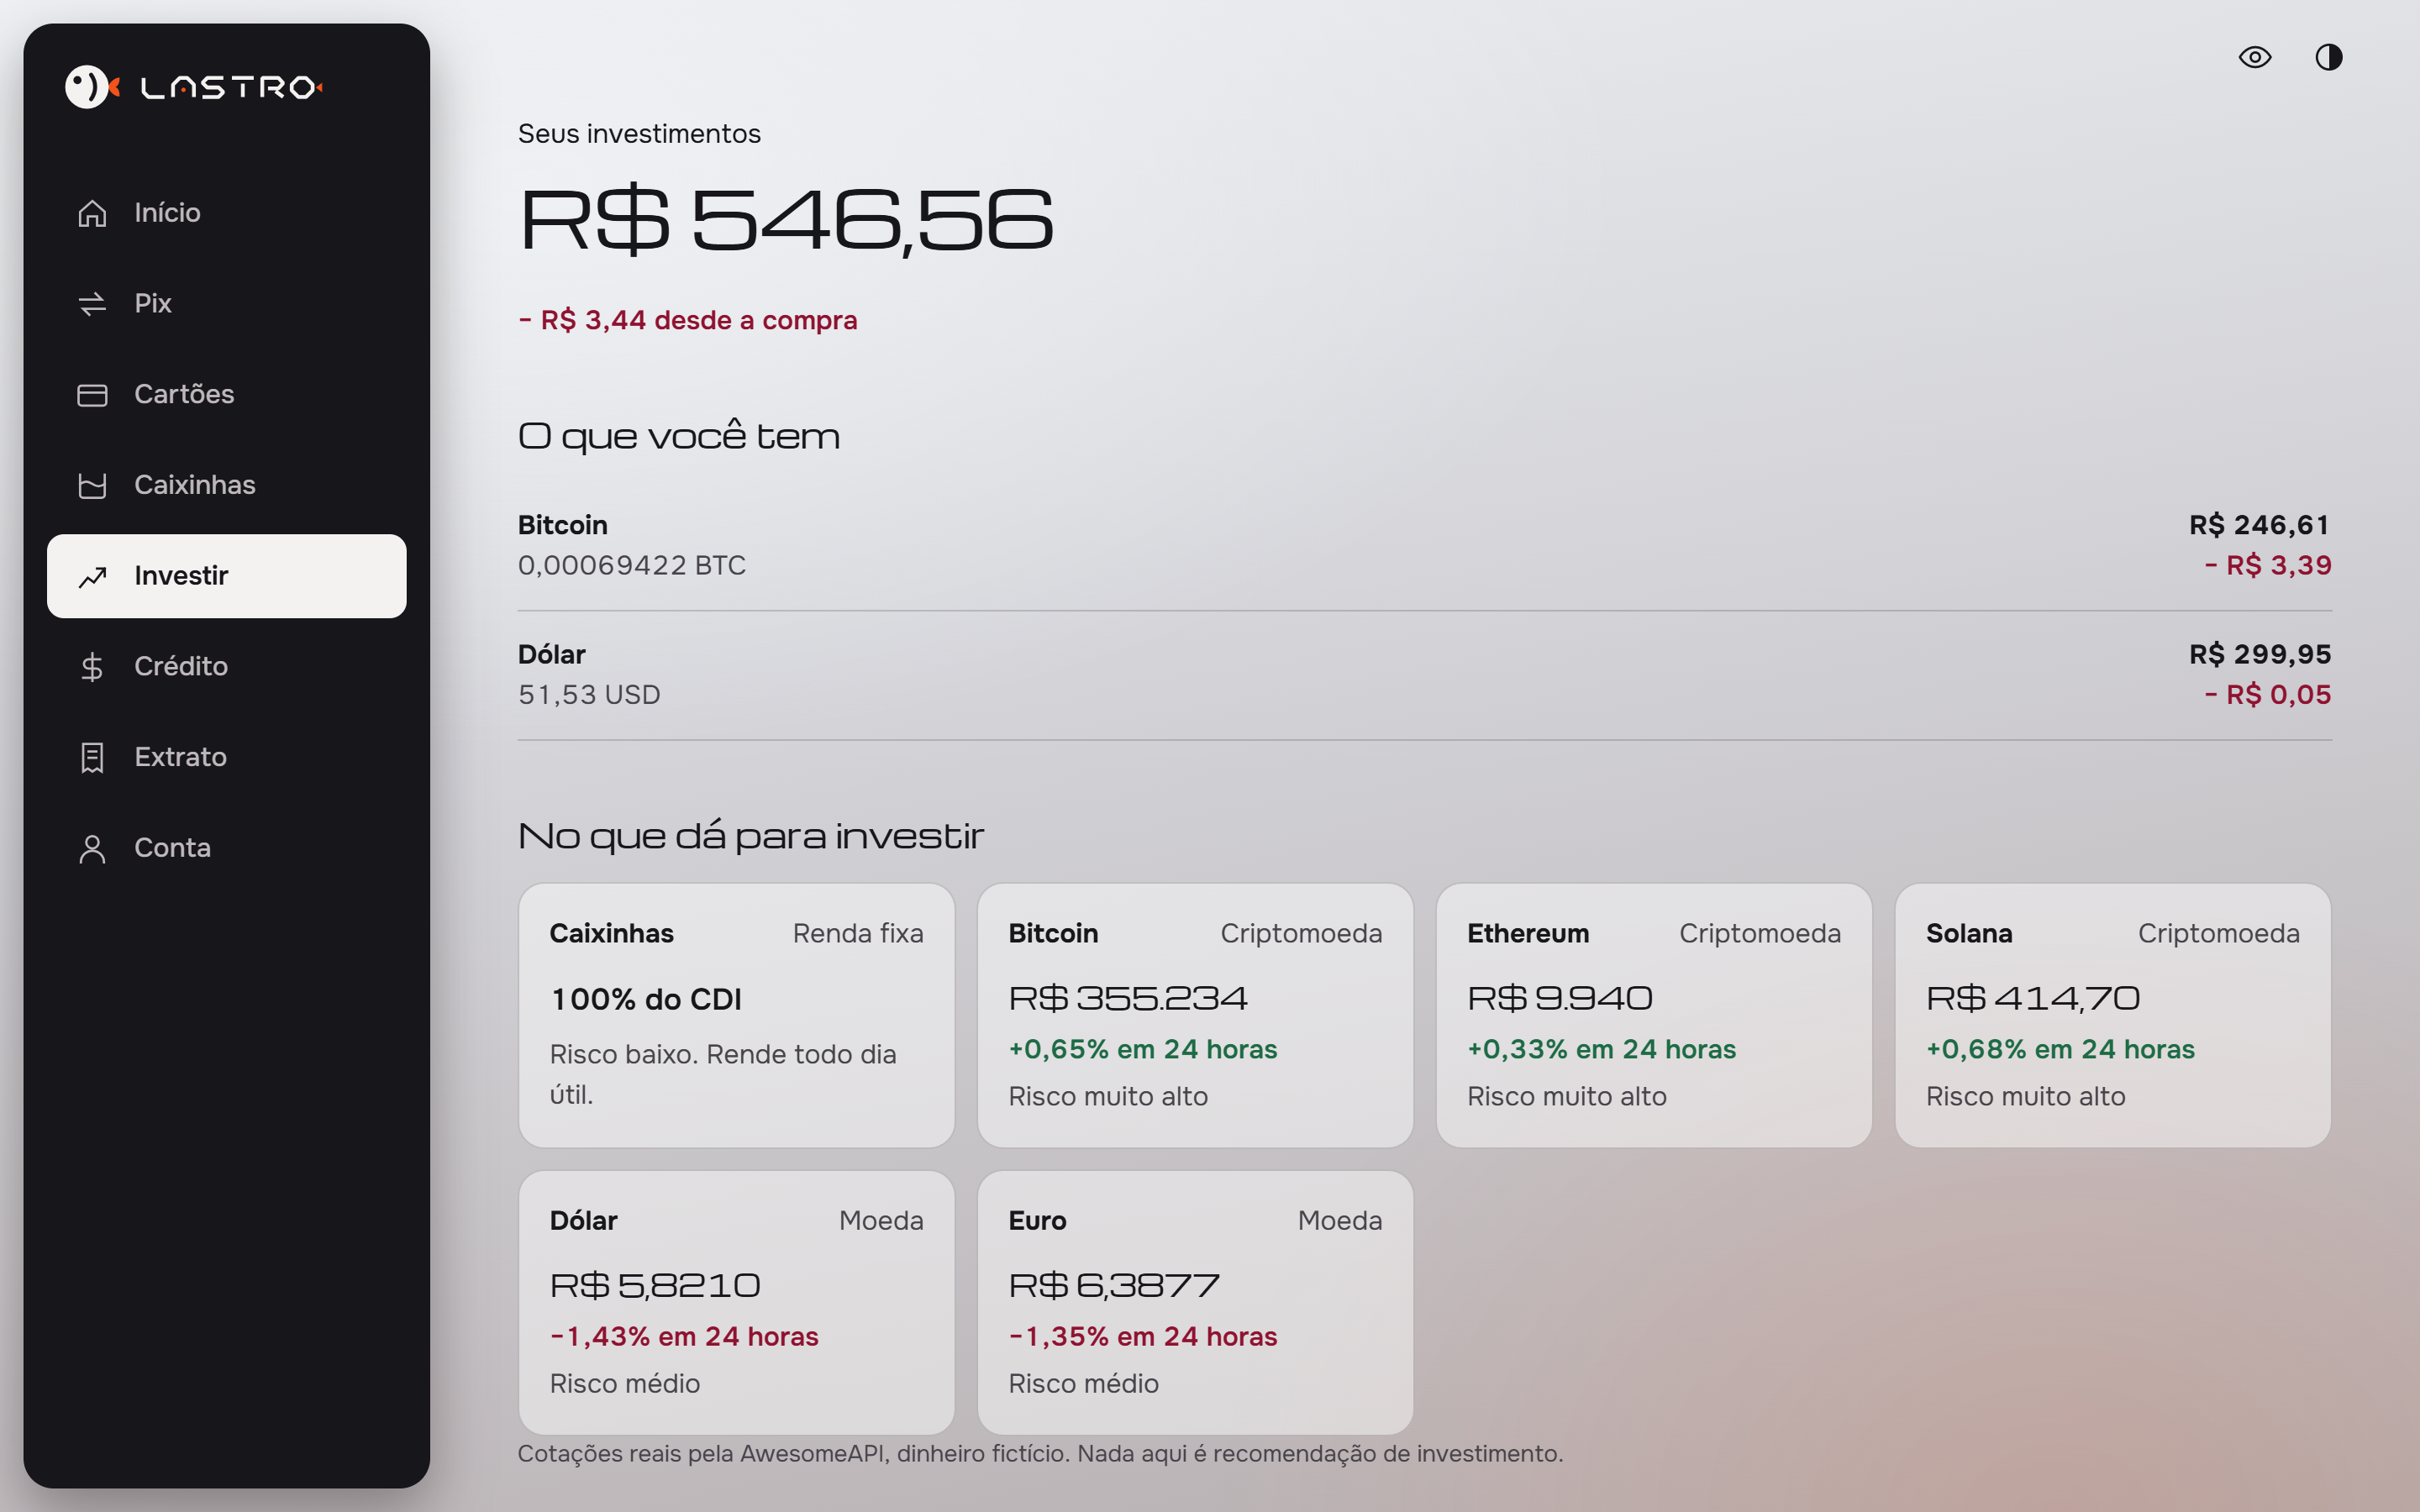 LASTRO
Início
Pix
Cartões
Caixinhas
Investir
Crédito
Extrato
Conta
Seus investimentos
R$ 546,56
− R$ 3,44 desde a compra
O que você tem
Bitcoin R$ 246,61
0,00069422 BTC − R$ 3,39
Dólar R$ 299,95
51,53 USD − R$ 0,05
No que dá para investir
Caixinhas Renda fixa
100% do CDI
Risco baixo. Rende todo dia
útil.
Bitcoin Criptomoeda
R$ 355.234
+0,65% em 24 horas
Risco muito alto
Ethereum Criptomoeda
R$ 9.940
+0,33% em 24 horas
Risco muito alto
Solana Criptomoeda
R$ 414,70
+0,68% em 24 horas
Risco muito alto
Dólar Moeda
R$ 5,8210
−1,43% em 24 horas
Risco médio
Euro Moeda
R$ 6,3877
−1,35% em 24 horas
Risco médio
Cotações reais pela AwesomeAPI, dinheiro fictício. Nada aqui é recomendação de investimento.